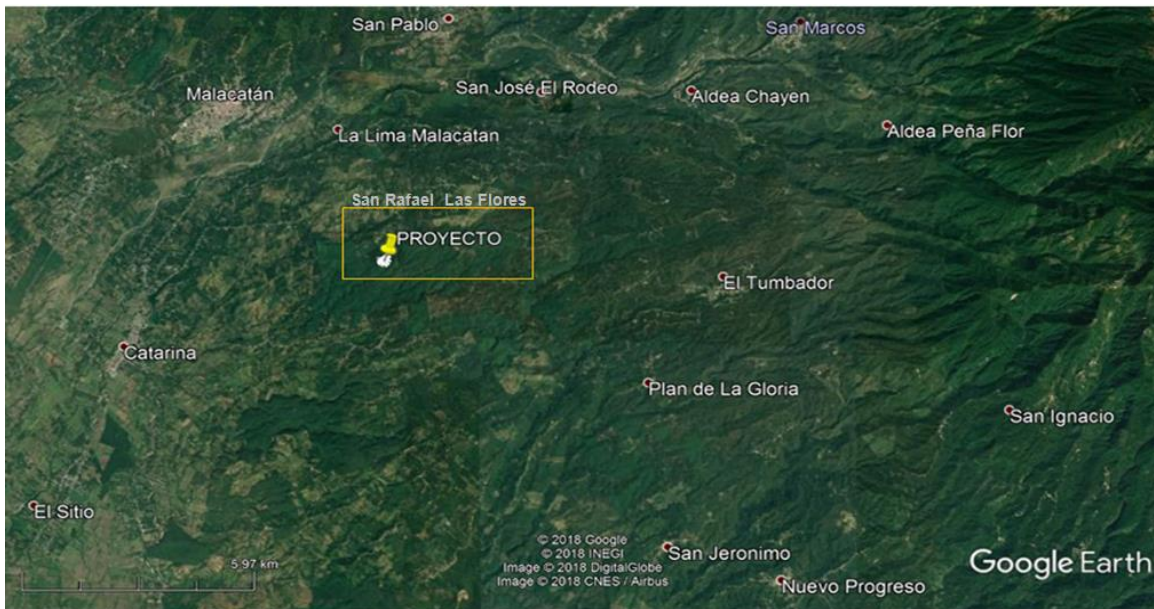 San Pablo
San Marcos
Malacatán
San José El Rodeo
Aldea Chayen
La Lima Malacatan
Aldea Peña Flor
San Rafael Las Flores
PROYECTO
El Tumbador
Catarina
Plan de La Gloria
San Ignacio
El Sitio
© 2018 Google
© 2018 INEGI
Image © 2018 DigitalGlobe
Image © 2018 CNES / Airbus
San Jeronimo
Google Earth
5.97 km
Nuevo Progreso